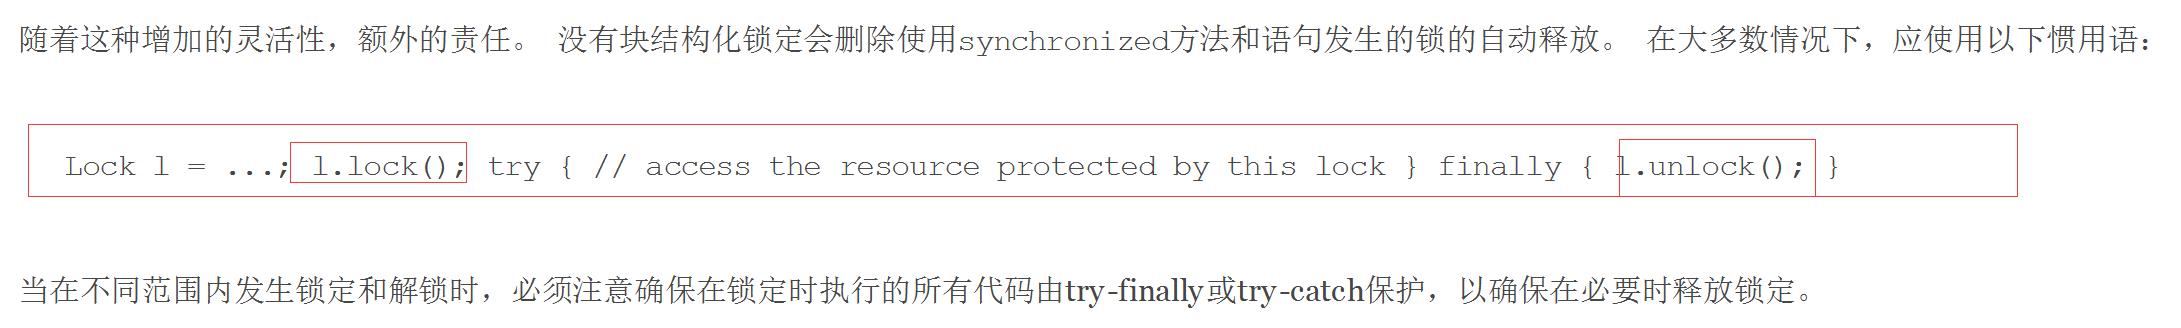 随着这种增加的灵活性，额外的责任。 没有块结构化锁定会删除使用synchronized方法和语句发生的锁的自动释放。 在大多数情况下，应使用以下惯用语：
Lock l = ...; l.lock(); try { // access the resource protected by this lock } finally { l.unlock(); }
当在不同范围内发生锁定和解锁时，必须注意确保在锁定时执行的所有代码由try-finally或try-catch保护，以确保在必要时释放锁定。